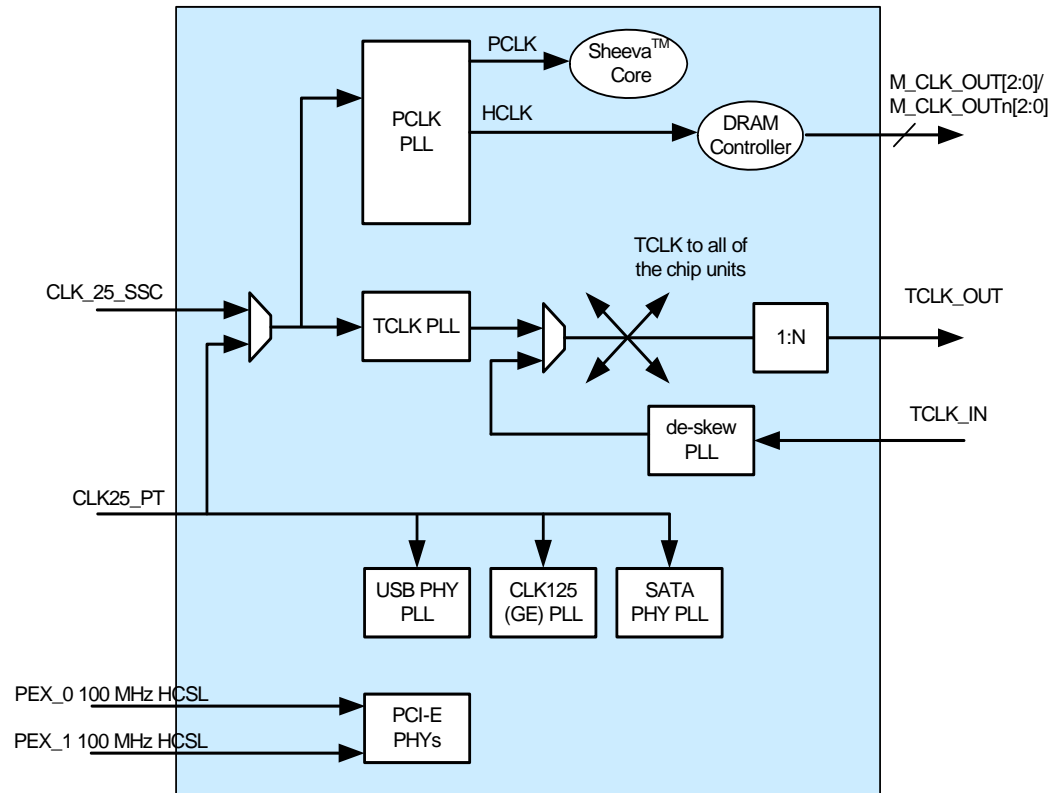 PCLK
Sheeva™
Core
M_CLK_OUT[2:0]/
M_CLK_OUTn[2:0]
PCLK
PLL
HCLK
DRAM
Controller
TCLK to all of
the chip units
CLK_25_SSC
TCLK_OUT
TCLK PLL
1:N
TCLK_IN
de-skew
PLL
CLK25_PT
USB PHY
PLL
CLK125
(GE) PLL
SATA
PHY PLL
PEX_0 100 MHz HCSL
PCI-E
PHYs
PEX_1 100 MHz HCSL